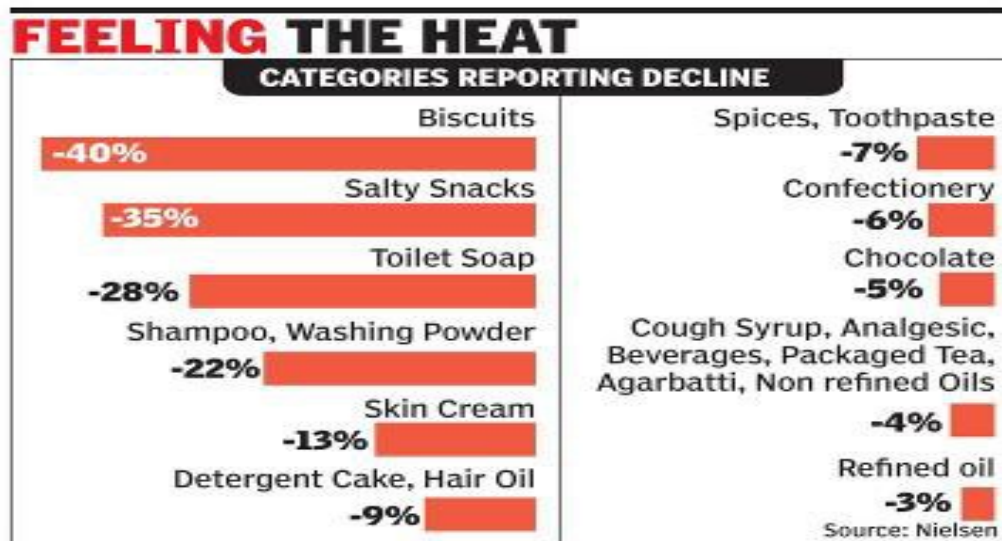 FEELING THE HEAT
CATEGORIES REPORTING DECLINE
Biscuits
-40%
Salty Snacks
-35%
Toilet Soap
-28%
Shampoo, Washing Powder
-22%
Skin Cream
-13%
Detergent Cake, Hair Oil
-9%
Spices, Toothpaste
-7%
Confectionery
-6%
Chocolate
-5%
Cough Syrup, Analgesic,
Beverages, Packaged Tea,
Agarbatti, Non refined Oils
-4%
Refined oil
-3%
Source: Nielsen